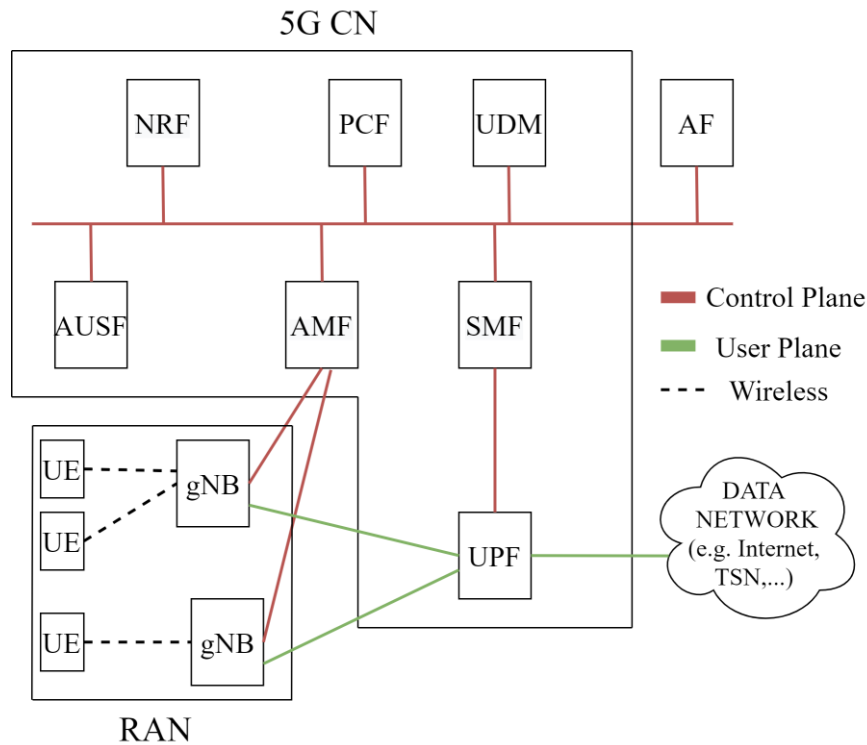 5G CN
NRF
PCF
UDM
AF
AUSF
AMF
SMF
Control Plane
User Plane
Wireless
UE
gNB
UE
UE
gNB
UPF
DATA
NETWORK
(e.g. Internet,
TSN,...)
RAN